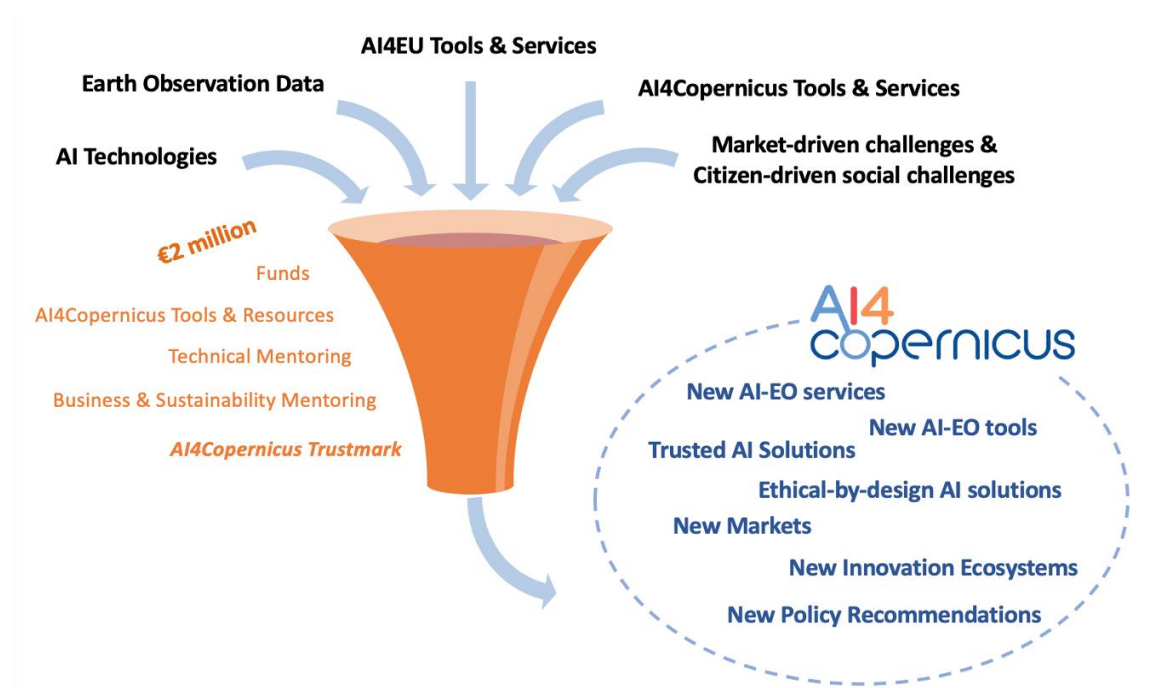 AI4EU Tools & Services
Earth Observation Data
AI4Copernicus Tools & Services
AI Technologies
Market-driven challenges &
Citizen-driven social challenges
€2 million
Funds
AI4Copernicus Tools & Resources
Technical Mentoring
Business & Sustainability Mentoring
AI4Copernicus Trustmark
AI4
copernicus
New AI-EO services
New AI-EO tools
Trusted AI Solutions
Ethical-by-design AI solutions
New Markets
New Innovation Ecosystems
New Policy Recommendations